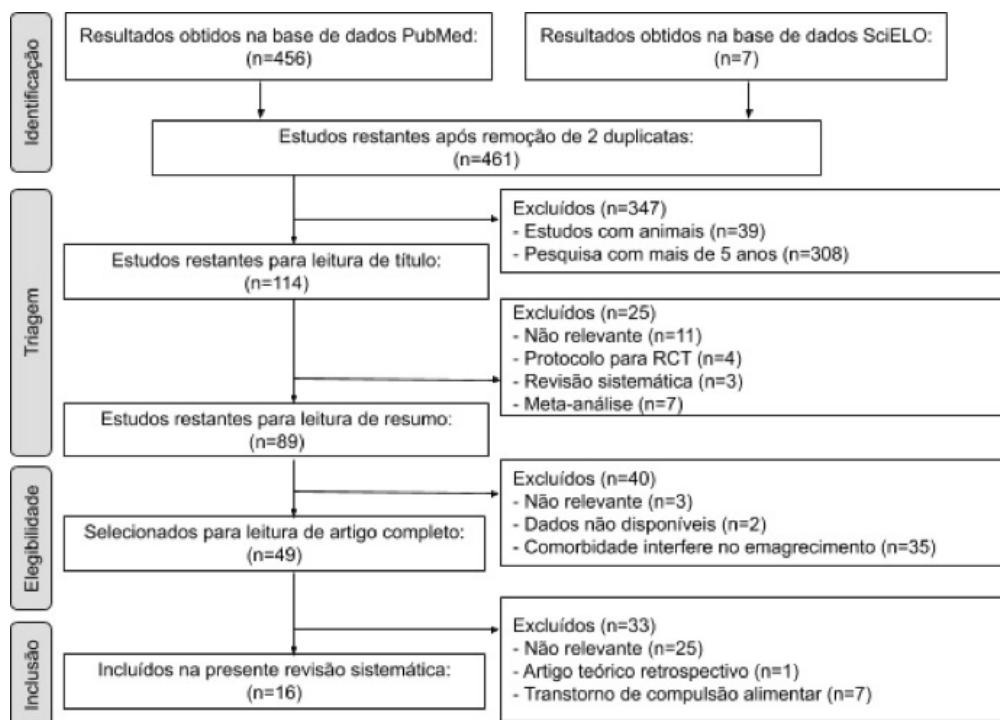 Identificação
Resultados obtidos na base de dados PubMed:
(n=456)
Resultados obtidos na base de dados SciELO:
(n=7)
Estudos restantes após remoção de 2 duplicatas:
(n=461)
Triagem
Excluídos (n=347)
- Estudos com animais (n=39)
- Pesquisa com mais de 5 anos (n=308)
Estudos restantes para leitura de título:
(n=114)
Excluídos (n=25)
- Não relevante (n=11)
- Protocolo para RCT (n=4)
- Revisão sistemática (n=3)
- Meta-análise (n=7)
Estudos restantes para leitura de resumo:
(n=89)
Elegibilidade
Excluídos (n=40)
- Não relevante (n=3)
- Dados não disponíveis (n=2)
- Comorbidade interfere no emagrecimento (n=35)
Selecionados para leitura de artigo completo:
(n=49)
Inclusão
Excluídos (n=33)
- Não relevante (n=25)
- Artigo teórico retrospectivo (n=1)
- Transtorno de compulsão alimentar (n=7)
Incluídos na presente revisão sistemática:
(n=16)